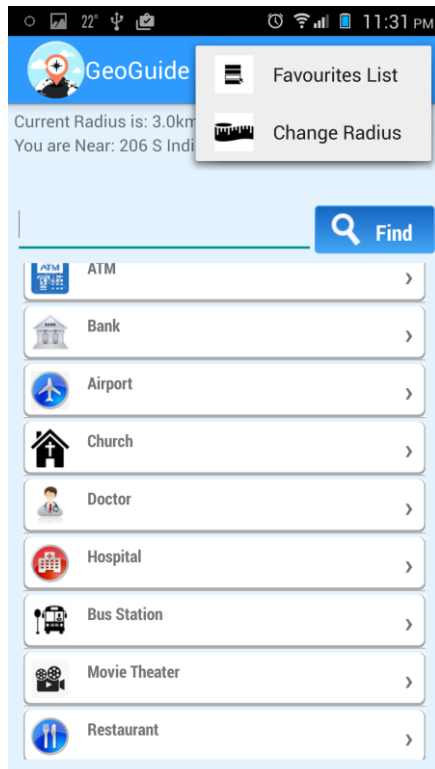 22° 11:31 PM
GeoGuide
Favourites List
Change Radius
Current Radius is: 3.0km
You are Near: 206 S Indi
Find
ATM
ATM
Bank
Airport
Church
Doctor
Hospital
Bus Station
Movie Theater
Restaurant